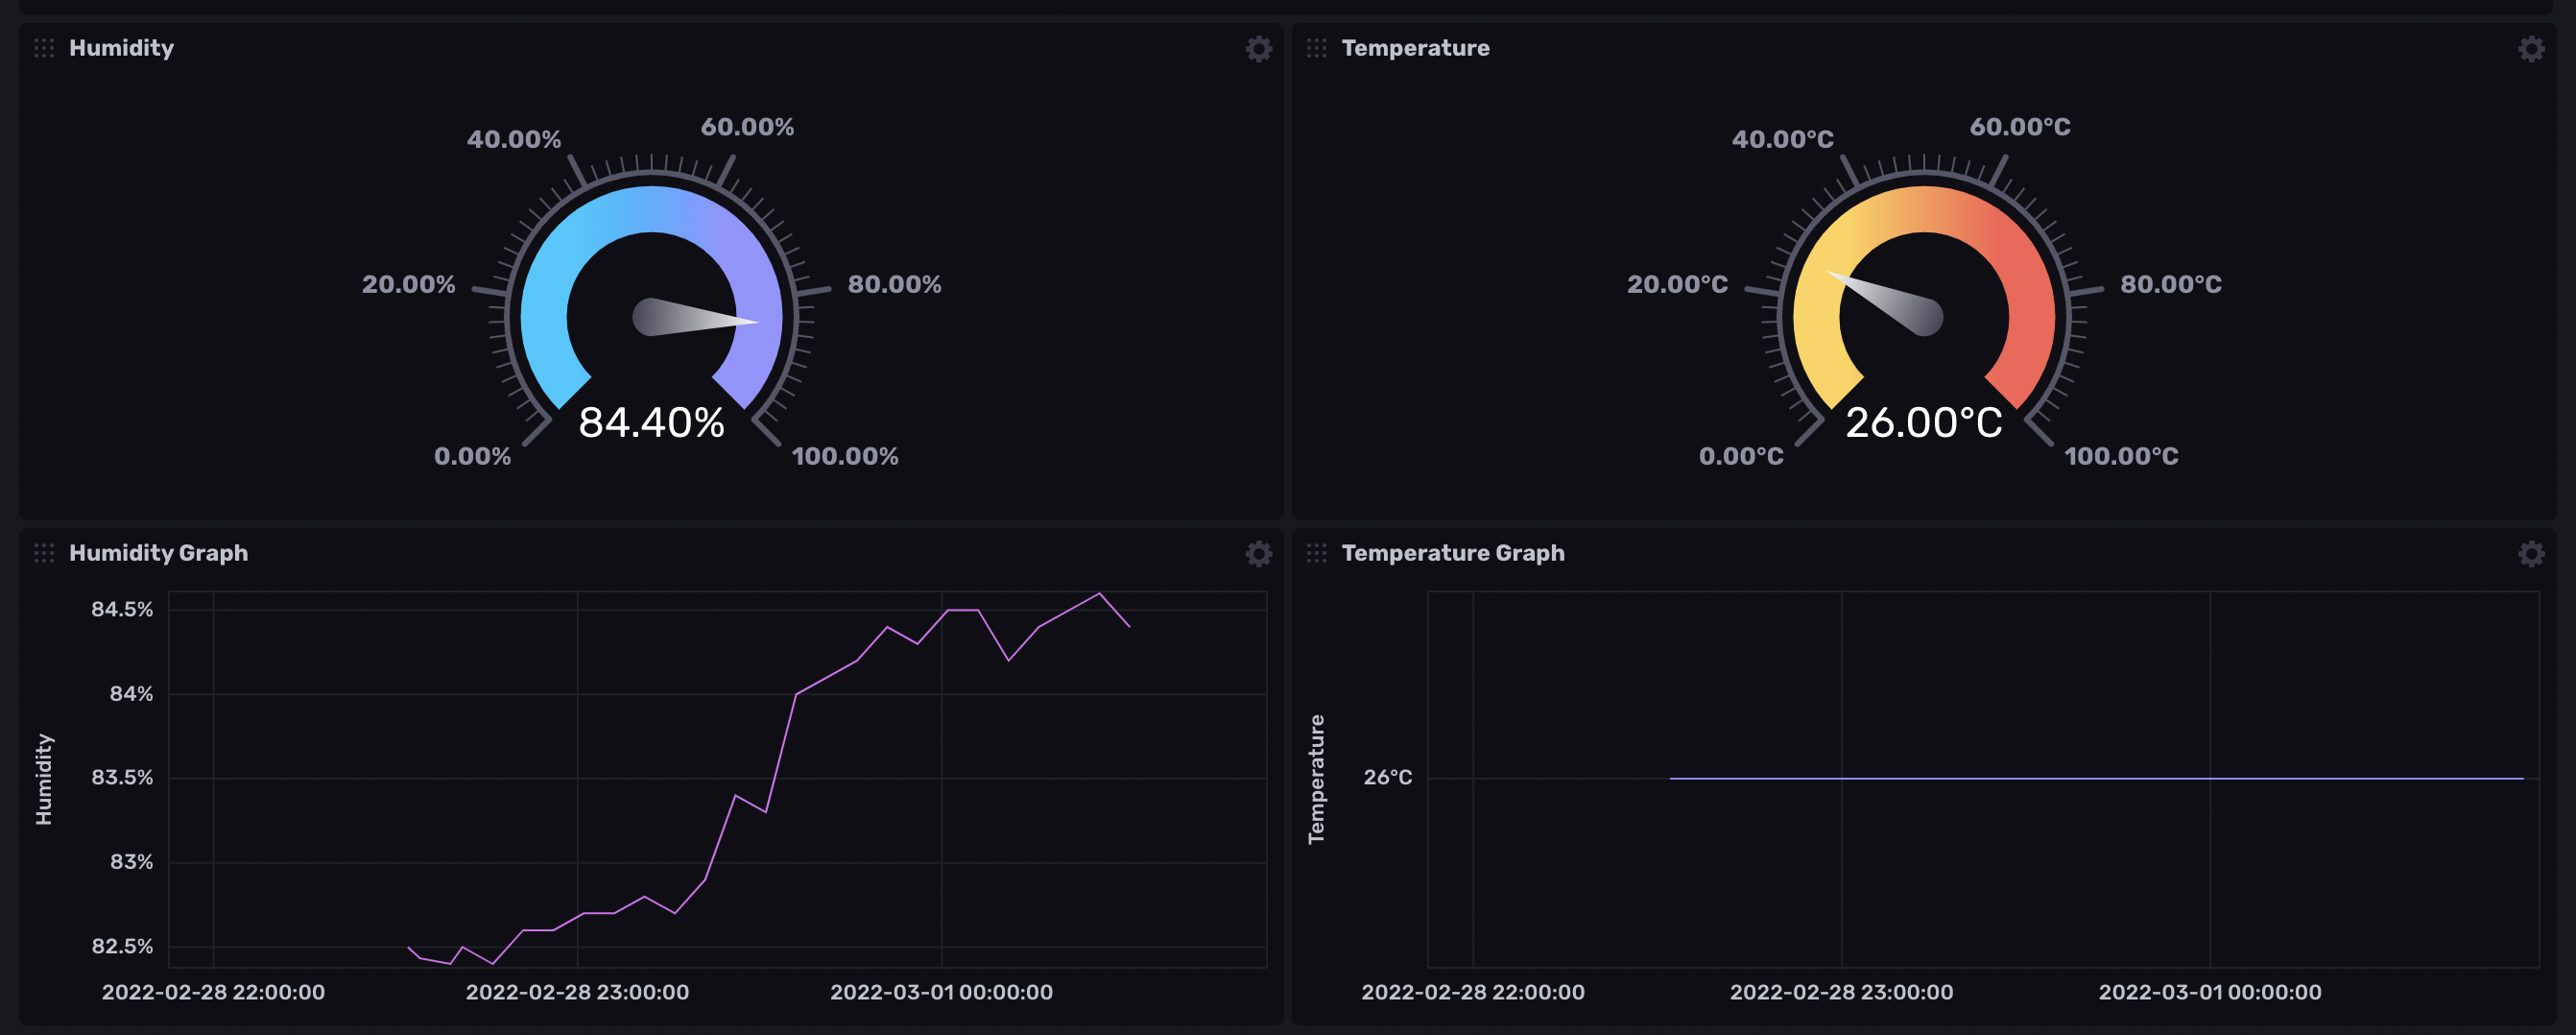 Humidity
40.00%
60.00%
20.00%
80.00%
84.40%
0.00%
100.00%
Temperature
40.00°C
60.00°C
20.00°C
80.00°C
26.00°C
0.00°C
100.00°C
Humidity Graph
Humidity
84.5%
84%
83.5%
83%
82.5%
2022-02-28 22:00:00
2022-02-28 23:00:00
2022-03-01 00:00:00
Temperature Graph
Temperature
26°C
2022-02-28 22:00:00
2022-02-28 23:00:00
2022-03-01 00:00:00